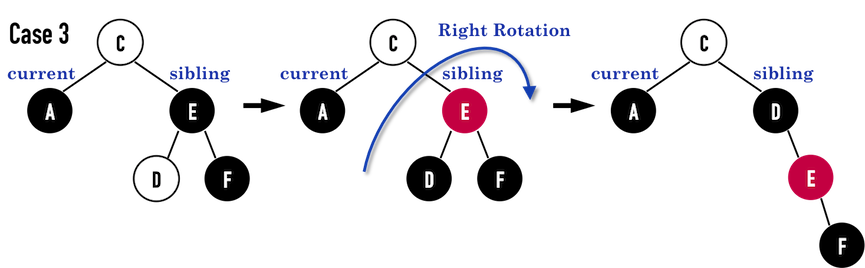 Case 3
C
current
sibling
A
E
D
F
Right Rotation
C
current
sibling
A
E
D
F
C
current
sibling
A
D
E
F